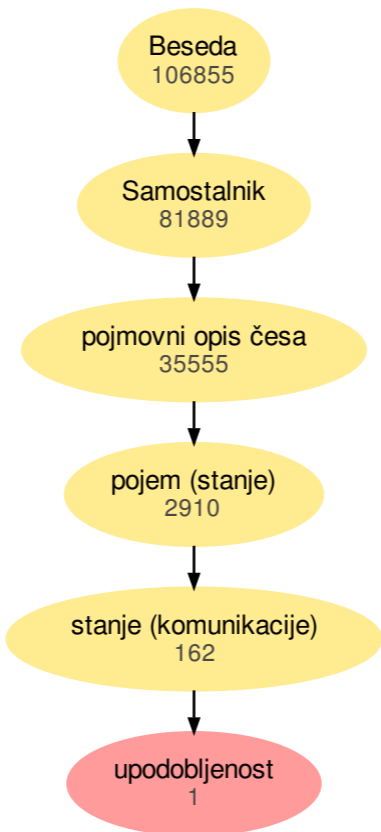 Beseda
106855
Samostalnik
81889
pojmovni opis česa
35555
pojem (stanje)
2910
stanje (komunikacije)
162
upodobljenost
1